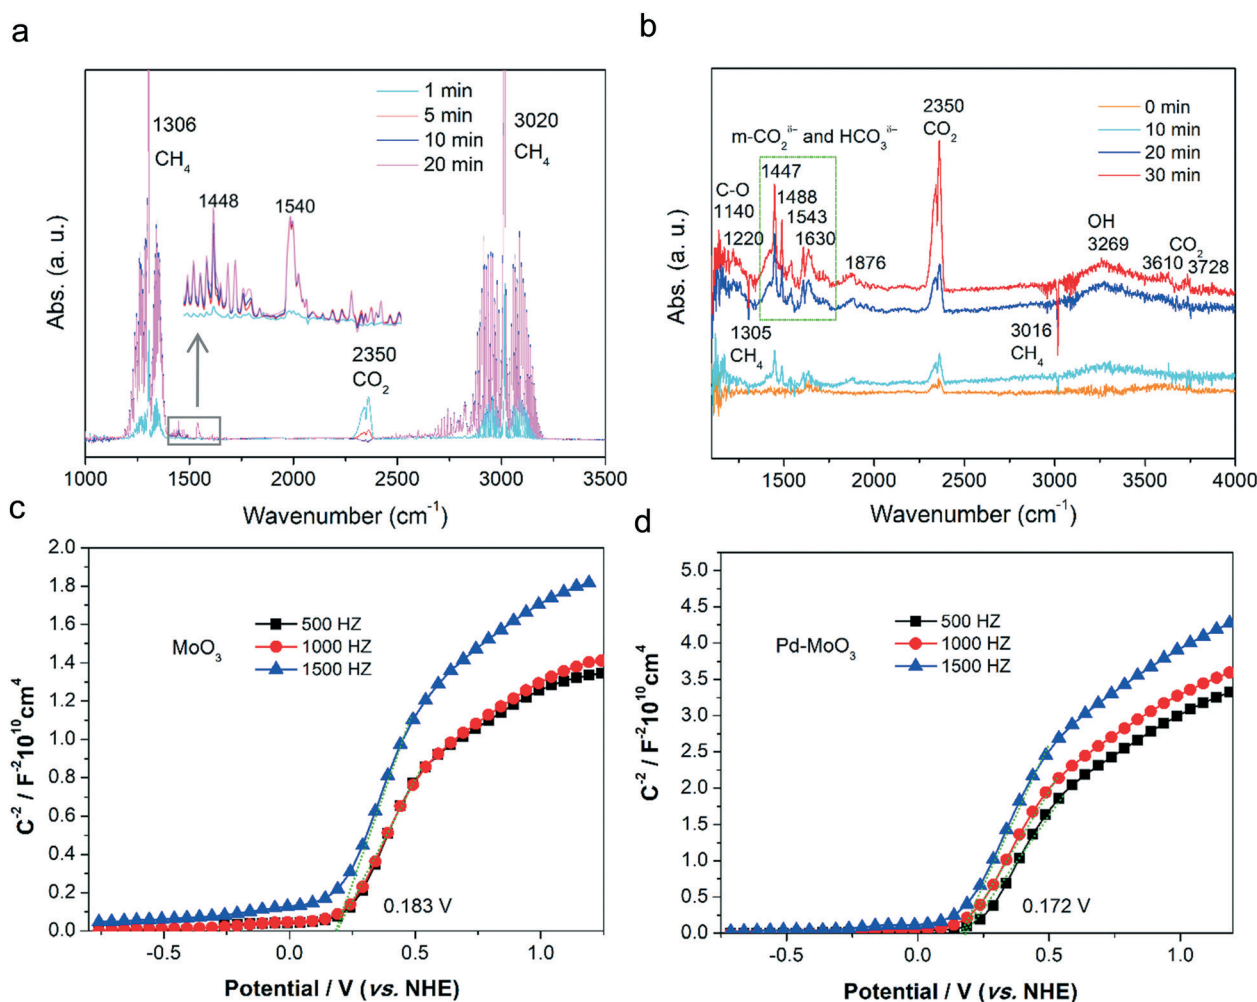 a
1306
CH₄
1 min
5 min
10 min
20 min
3020
CH₄
1448
1540
2350
CO₂
Abs. (a. u.)
1000 1500 2000 2500 3000 3500
Wavenumber (cm⁻¹)
b
0 min
10 min
20 min
30 min
2350
CO₂
m-CO₂ᵟ⁻ and HCO₃ᵟ⁻
1447
1488
1543
1630
C-O
1140
1220
1876
OH
3269
CO₂
3610 3728
1305
CH₄
3016
CH₄
Abs. (a. u.)
1500 2000 2500 3000 3500 4000
Wavenumber (cm⁻¹)
c
2.0
1.8
1.6
1.4
1.2
1.0
0.8
0.6
0.4
0.2
0.0
C⁻² / F⁻²10¹⁰cm⁴
MoO₃
500 HZ
1000 HZ
1500 HZ
0.183 V
-0.5 0.0 0.5 1.0
Potential / V (vs. NHE)
d
5.0
4.5
4.0
3.5
3.0
2.5
2.0
1.5
1.0
0.5
0.0
C⁻² / F⁻²10¹⁰cm⁴
Pd-MoO₃
500 HZ
1000 HZ
1500 HZ
0.172 V
-0.5 0.0 0.5 1.0
Potential / V (vs. NHE)